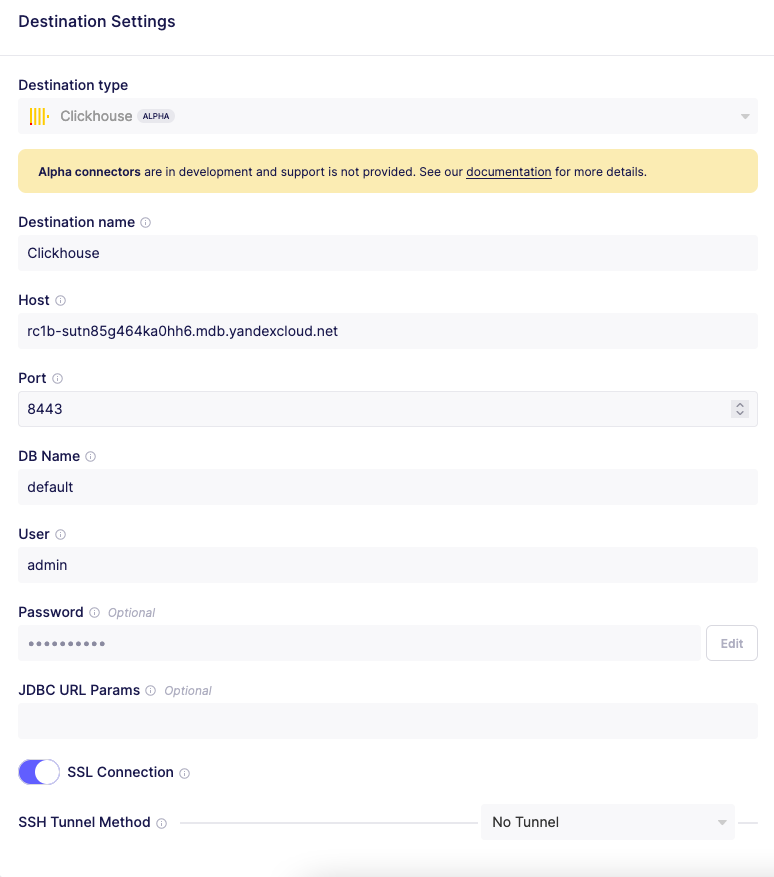 Destination Settings
Destination type
Clickhouse ALPHA
Alpha connectors are in development and support is not provided. See our documentation for more details.
Destination name
Clickhouse
Host
rc1b-sutn85g464ka0hh6.mdb.yandexcloud.net
Port
8443
DB Name
default
User
admin
Password Optional
••••••••••
Edit
JDBC URL Params Optional
SSL Connection
SSH Tunnel Method
No Tunnel